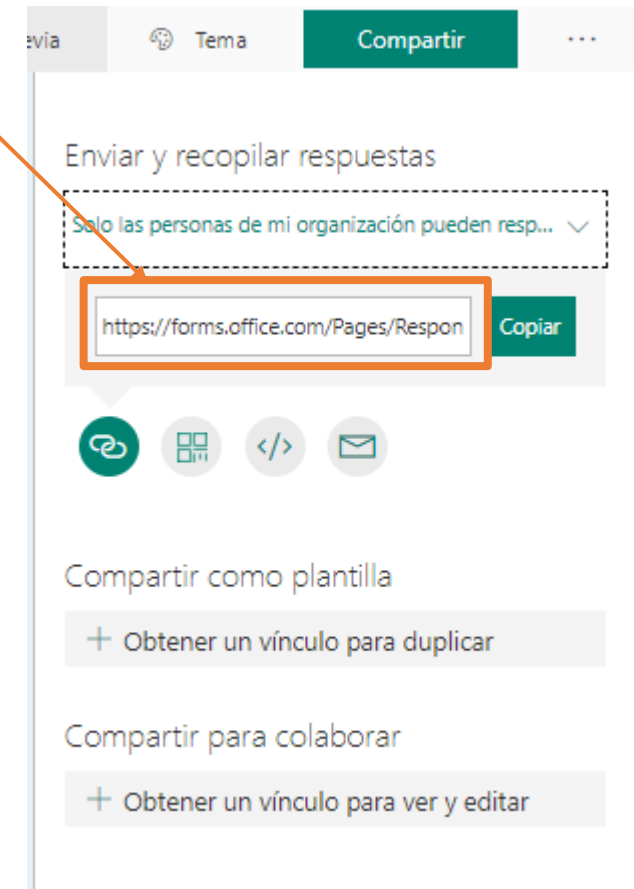 evia Tema Compartir ...
Enviar y recopilar respuestas
Solo las personas de mi organización pueden resp...
https://forms.office.com/Pages/Respon Copiar
Compartir como plantilla
+ Obtener un vínculo para duplicar
Compartir para colaborar
+ Obtener un vínculo para ver y editar